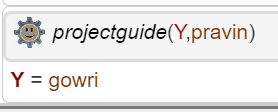 projectguide(Y,pravin)
Y = gowri